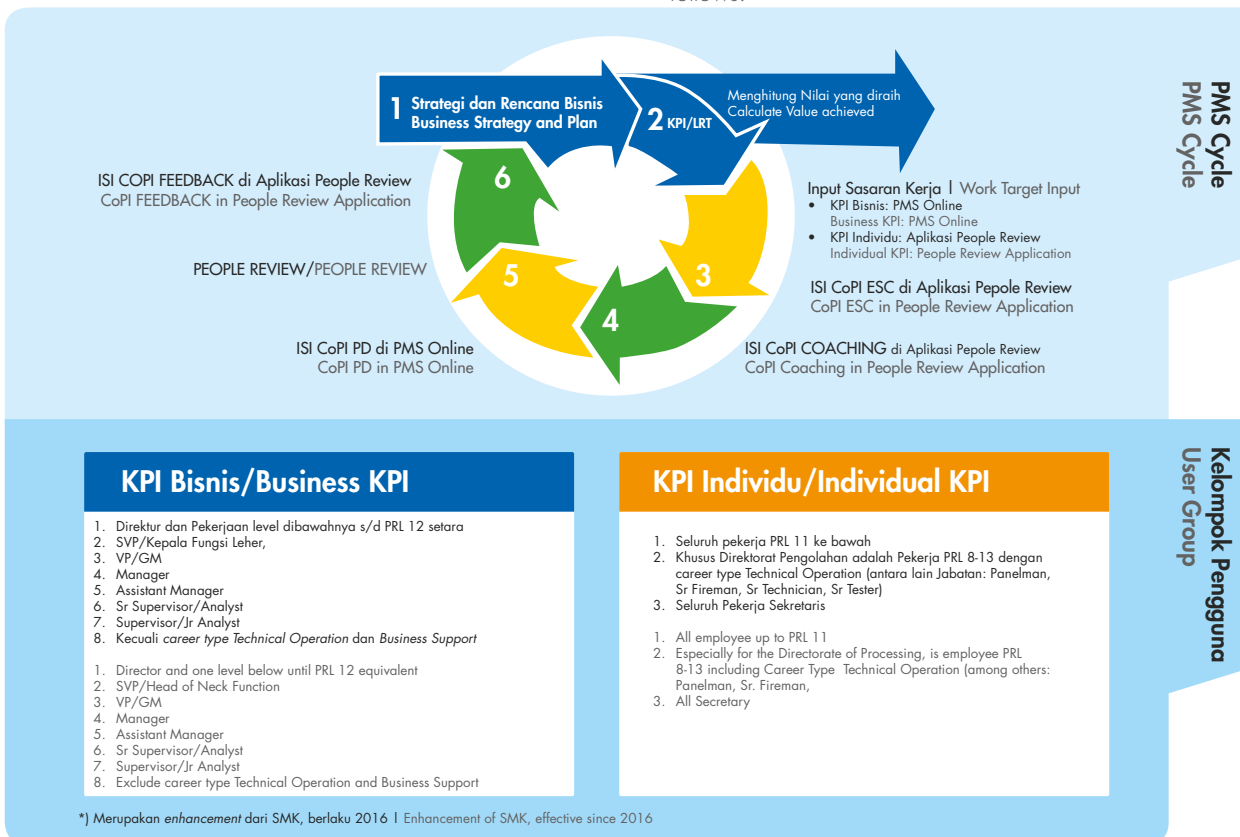 1 Strategi dan Rencana Bisnis
Business Strategy and Plan
2 KPI/LRT
Menghitung Nilai yang diraih
Calculate Value achieved
PMS Cycle
PMS Cycle
6
ISI COPI FEEDBACK di Aplikasi People Review
CoPI FEEDBACK in People Review Application
Input Sasaran Kerja | Work Target Input
• KPI Bisnis: PMS Online
Business KPI: PMS Online
• KPI Individu: Aplikasi People Review
Individual KPI: People Review Application
PEOPLE REVIEW/PEOPLE REVIEW
5
3
ISI CoPI ESC di Aplikasi Pepole Review
CoPI ESC in People Review Application
4
ISI CoPI PD di PMS Online
CoPI PD in PMS Online
ISI CoPI COACHING di Aplikasi Pepole Review
CoPI Coaching in People Review Application
Kelompok Pengguna
User Group
KPI Bisnis/Business KPI
1. Direktur dan Pekerjaan level dibawahnya s/d PRL 12 setara
2. SVP/Kepala Fungsi Leher,
3. VP/GM
4. Manager
5. Assistant Manager
6. Sr Supervisor/Analyst
7. Supervisor/Jr Analyst
8. Kecuali career type Technical Operation dan Business Support
1. Director and one level below until PRL 12 equivalent
2. SVP/Head of Neck Function
3. VP/GM
4. Manager
5. Assistant Manager
6. Sr Supervisor/Analyst
7. Supervisor/Jr Analyst
8. Exclude career type Technical Operation and Business Support
KPI Individu/Individual KPI
1. Seluruh pekerja PRL 11 ke bawah
2. Khusus Direktorat Pengolahan adalah Pekerja PRL 8-13 dengan
career type Technical Operation (antara lain Jabatan: Panelman,
Sr Fireman, Sr Technician, Sr Tester)
3. Seluruh Pekerja Sekretaris
1. All employee up to PRL 11
2. Especially for the Directorate of Processing, is employee PRL
8-13 including Career Type Technical Operation (among others:
Panelman, Sr. Fireman,
3. All Secretary
*) Merupakan enhancement dari SMK, berlaku 2016 | Enhancement of SMK, effective since 2016